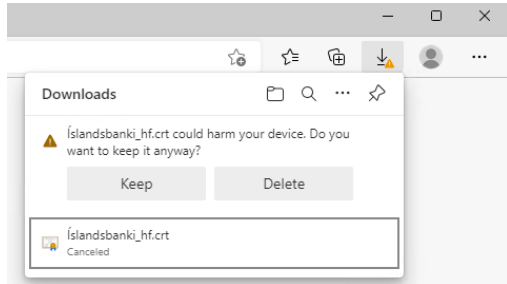 Downloads
Íslandsbanki_hf.crt could harm your device. Do you
want to keep it anyway?
Keep Delete
Íslandsbanki_hf.crt
Canceled